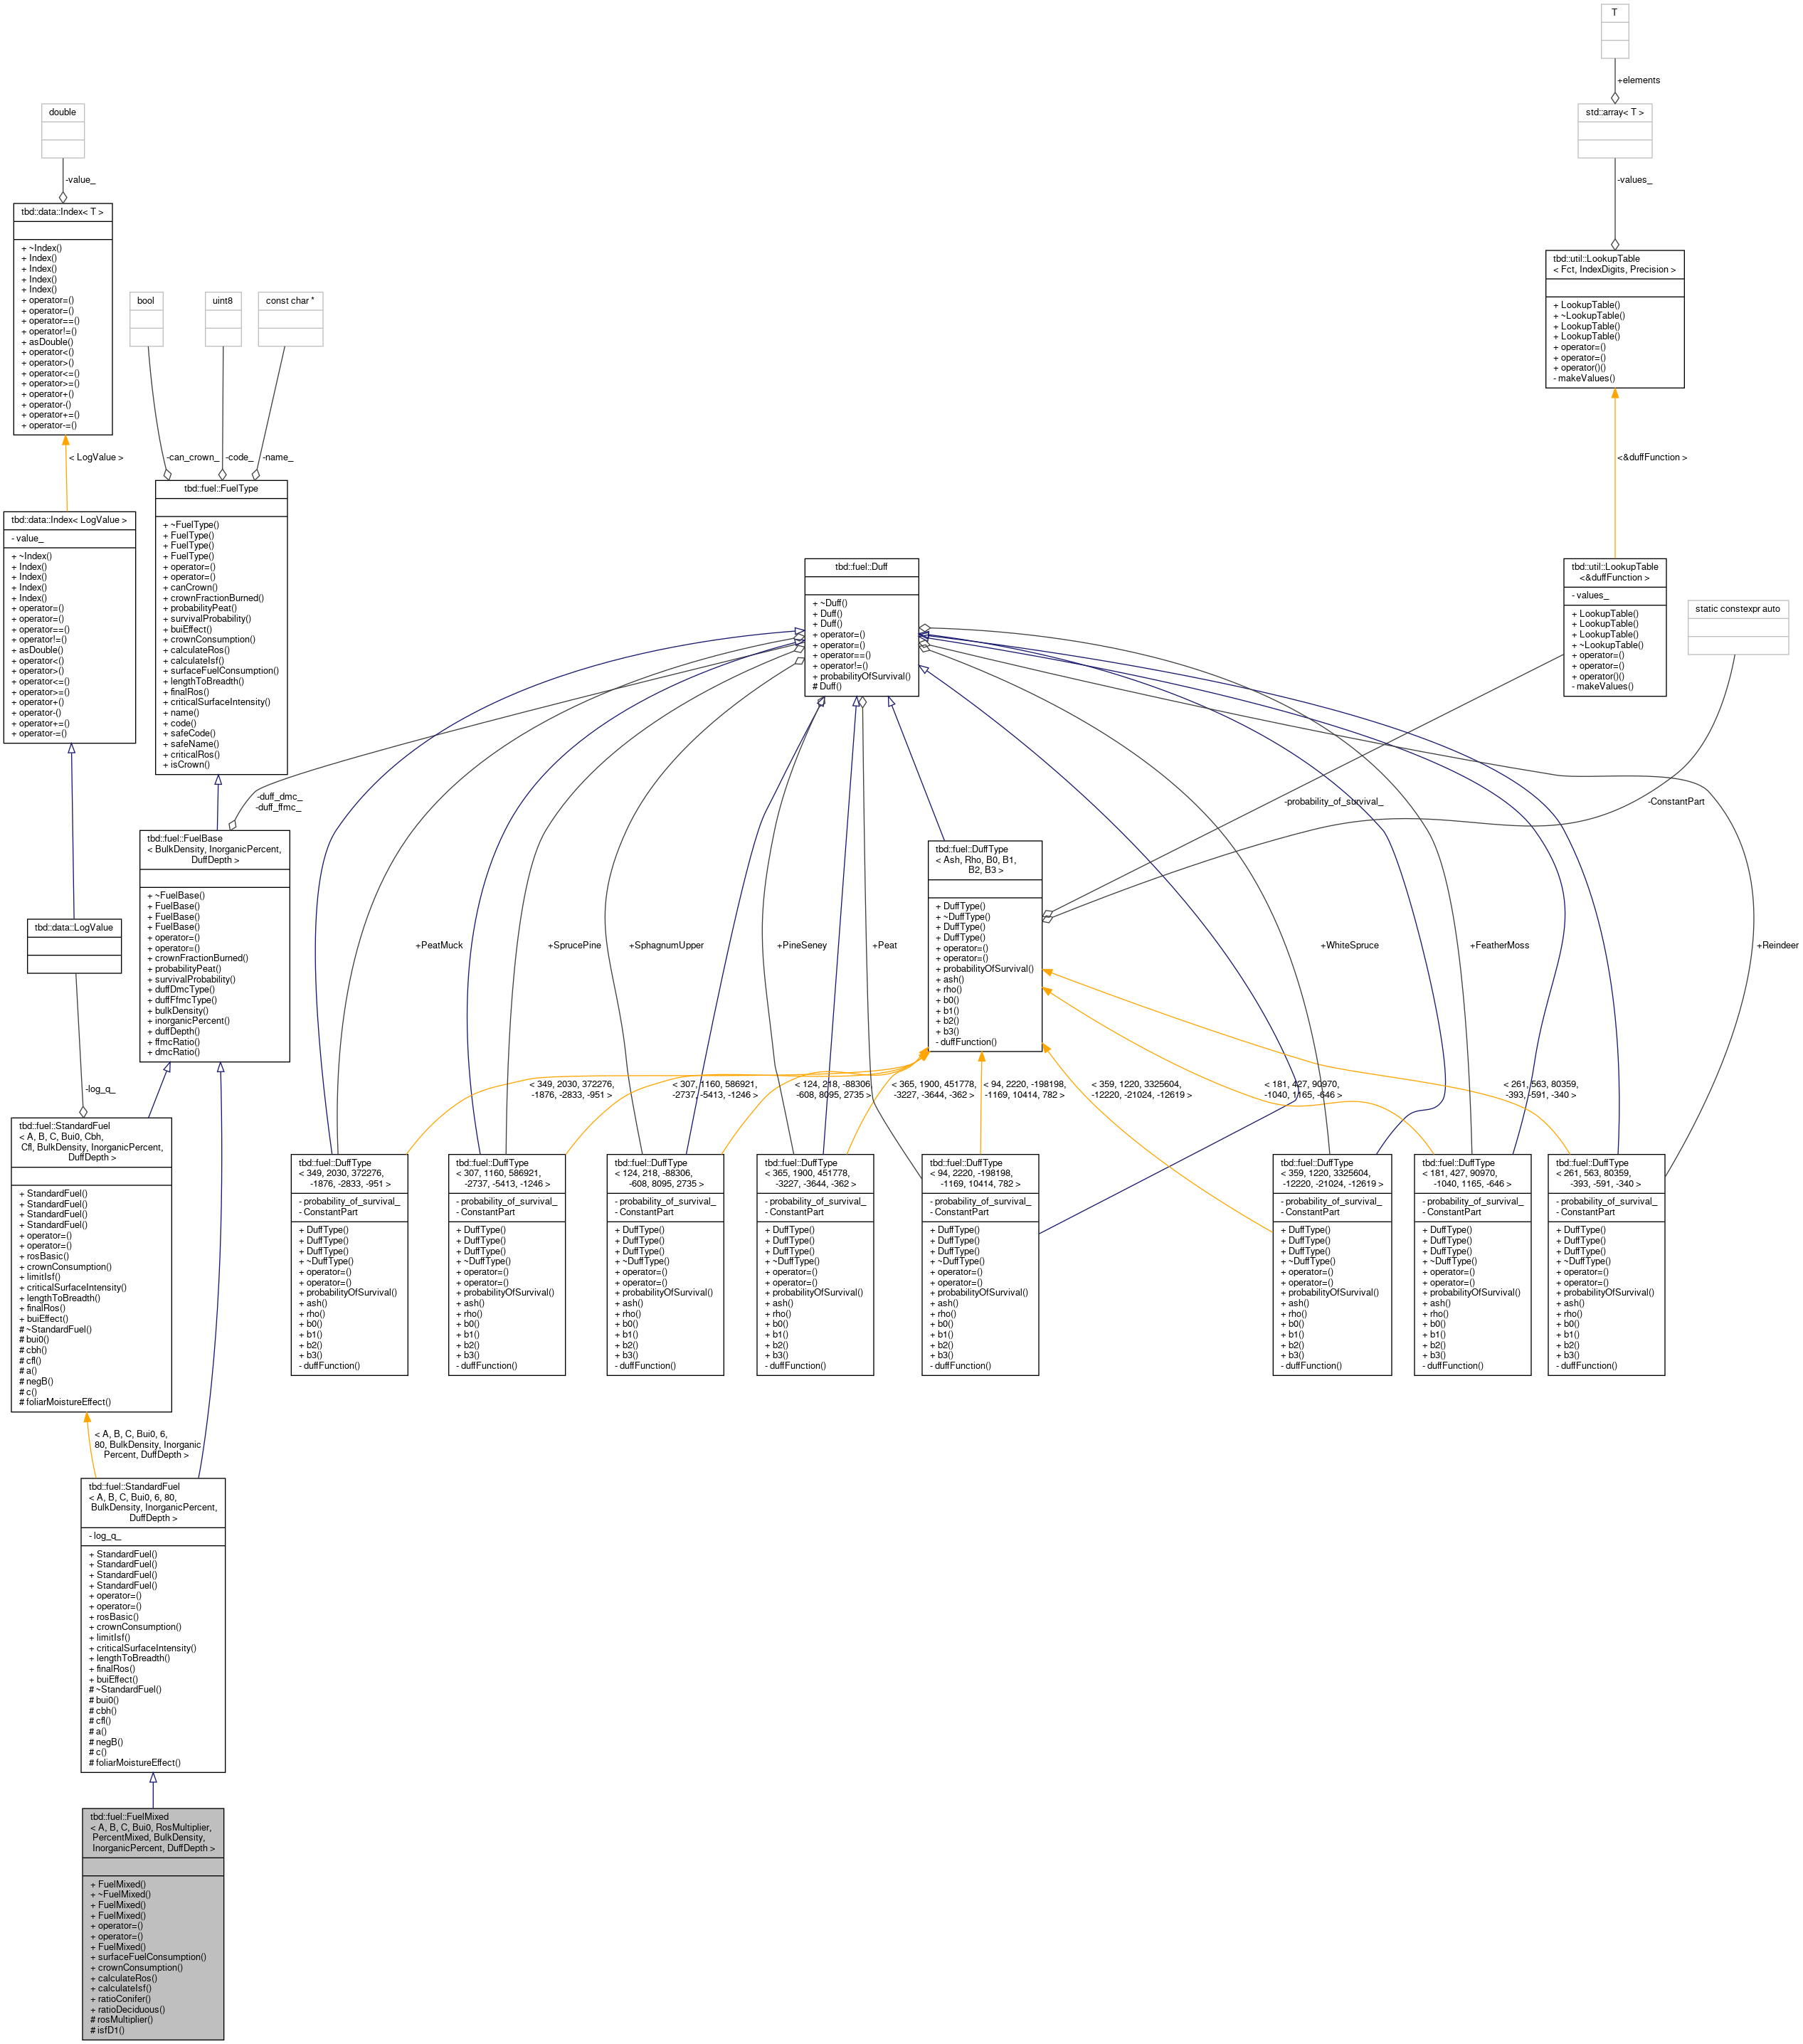 T
+elements
double
std::array< T >
-value_
-values_
tbd::data::Index< T >
+ ~Index()
+ Index()
+ Index()
+ Index()
+ Index()
+ operator=()
+ operator=()
+ operator==()
+ operator!=()
+ asDouble()
+ operator<()
+ operator>()
+ operator<=()
+ operator>=()
+ operator+()
+ operator-()
+ operator+=()
+ operator-=()
tbd::util::LookupTable
< Fct, IndexDigits, Precision >
+ LookupTable()
+ ~LookupTable()
+ LookupTable()
+ LookupTable()
+ operator=()
+ operator=()
+ operator()()
- makeValues()
bool
uint8
const char *
< LogValue >
-can_crown_
-code_
-name_
<&duffFunction >
tbd::data::Index< LogValue >
- value_
+ ~Index()
+ Index()
+ Index()
+ Index()
+ Index()
+ operator=()
+ operator=()
+ operator==()
+ operator!=()
+ asDouble()
+ operator<()
+ operator>()
+ operator<=()
+ operator>=()
+ operator+()
+ operator-()
+ operator+=()
+ operator-=()
tbd::fuel::FuelType
+ ~FuelType()
+ FuelType()
+ FuelType()
+ FuelType()
+ operator=()
+ operator=()
+ canCrown()
+ crownFractionBurned()
+ probabilityPeat()
+ survivalProbability()
+ buiEffect()
+ crownConsumption()
+ calculateRos()
+ calculateIsf()
+ surfaceFuelConsumption()
+ lengthToBreadth()
+ finalRos()
+ criticalSurfaceIntensity()
+ name()
+ code()
+ safeCode()
+ safeName()
+ criticalRos()
+ isCrown()
tbd::fuel::Duff
+ ~Duff()
+ Duff()
+ Duff()
+ operator=()
+ operator=()
+ operator==()
+ operator!=()
+ probabilityOfSurvival()
# Duff()
tbd::util::LookupTable
<&duffFunction >
- values_
+ LookupTable()
+ LookupTable()
+ LookupTable()
+ ~LookupTable()
+ operator=()
+ operator=()
+ operator()()
- makeValues()
static constexpr auto
-duff_dmc_
-duff_ffmc_
-probability_of_survival_
-ConstantPart
tbd::fuel::FuelBase
< BulkDensity, InorganicPercent,
DuffDepth >
+ ~FuelBase()
+ FuelBase()
+ FuelBase()
+ FuelBase()
+ operator=()
+ operator=()
+ crownFractionBurned()
+ probabilityPeat()
+ survivalProbability()
+ duffDmcType()
+ duffFfmcType()
+ bulkDensity()
+ inorganicPercent()
+ duffDepth()
+ ffmcRatio()
+ dmcRatio()
tbd::fuel::DuffType
< Ash, Rho, B0, B1,
B2, B3 >
+ DuffType()
+ ~DuffType()
+ DuffType()
+ DuffType()
+ operator=()
+ operator=()
+ probabilityOfSurvival()
+ ash()
+ rho()
+ b0()
+ b1()
+ b2()
+ b3()
- duffFunction()
tbd::data::LogValue
+PeatMuck
+SprucePine
+SphagnumUpper
+PineSeney
+Peat
+WhiteSpruce
+FeatherMoss
+Reindeer
-log_q_
< 349, 2030, 372276,
-1876, -2833, -951 >
< 307, 1160, 586921,
-2737, -5413, -1246 >
< 124, 218, -88306,
-608, 8095, 2735 >
< 365, 1900, 451778,
-3227, -3644, -362 >
< 94, 2220, -198198,
-1169, 10414, 782 >
< 359, 1220, 3325604,
-12220, -21024, -12619 >
< 181, 427, 90970,
-1040, 1165, -646 >
< 261, 563, 80359,
-393, -591, -340 >
tbd::fuel::StandardFuel
< A, B, C, Bui0, Cbh,
Cfl, BulkDensity, InorganicPercent,
DuffDepth >
+ StandardFuel()
+ StandardFuel()
+ StandardFuel()
+ StandardFuel()
+ operator=()
+ operator=()
+ rosBasic()
+ crownConsumption()
+ limitIsf()
+ criticalSurfaceIntensity()
+ lengthToBreadth()
+ finalRos()
+ buiEffect()
# ~StandardFuel()
# bui0()
# cbh()
# cfl()
# a()
# negB()
# c()
# foliarMoistureEffect()
tbd::fuel::DuffType
< 349, 2030, 372276,
-1876, -2833, -951 >
- probability_of_survival_
- ConstantPart
+ DuffType()
+ DuffType()
+ DuffType()
+ ~DuffType()
+ operator=()
+ operator=()
+ probabilityOfSurvival()
+ ash()
+ rho()
+ b0()
+ b1()
+ b2()
+ b3()
- duffFunction()
tbd::fuel::DuffType
< 307, 1160, 586921,
-2737, -5413, -1246 >
- probability_of_survival_
- ConstantPart
+ DuffType()
+ DuffType()
+ DuffType()
+ ~DuffType()
+ operator=()
+ operator=()
+ probabilityOfSurvival()
+ ash()
+ rho()
+ b0()
+ b1()
+ b2()
+ b3()
- duffFunction()
tbd::fuel::DuffType
< 124, 218, -88306,
-608, 8095, 2735 >
- probability_of_survival_
- ConstantPart
+ DuffType()
+ DuffType()
+ DuffType()
+ ~DuffType()
+ operator=()
+ operator=()
+ probabilityOfSurvival()
+ ash()
+ rho()
+ b0()
+ b1()
+ b2()
+ b3()
- duffFunction()
tbd::fuel::DuffType
< 365, 1900, 451778,
-3227, -3644, -362 >
- probability_of_survival_
- ConstantPart
+ DuffType()
+ DuffType()
+ DuffType()
+ ~DuffType()
+ operator=()
+ operator=()
+ probabilityOfSurvival()
+ ash()
+ rho()
+ b0()
+ b1()
+ b2()
+ b3()
- duffFunction()
tbd::fuel::DuffType
< 94, 2220, -198198,
-1169, 10414, 782 >
- probability_of_survival_
- ConstantPart
+ DuffType()
+ DuffType()
+ DuffType()
+ ~DuffType()
+ operator=()
+ operator=()
+ probabilityOfSurvival()
+ ash()
+ rho()
+ b0()
+ b1()
+ b2()
+ b3()
- duffFunction()
tbd::fuel::DuffType
< 359, 1220, 3325604,
-12220, -21024, -12619 >
- probability_of_survival_
- ConstantPart
+ DuffType()
+ DuffType()
+ DuffType()
+ ~DuffType()
+ operator=()
+ operator=()
+ probabilityOfSurvival()
+ ash()
+ rho()
+ b0()
+ b1()
+ b2()
+ b3()
- duffFunction()
tbd::fuel::DuffType
< 181, 427, 90970,
-1040, 1165, -646 >
- probability_of_survival_
- ConstantPart
+ DuffType()
+ DuffType()
+ DuffType()
+ ~DuffType()
+ operator=()
+ operator=()
+ probabilityOfSurvival()
+ ash()
+ rho()
+ b0()
+ b1()
+ b2()
+ b3()
- duffFunction()
tbd::fuel::DuffType
< 261, 563, 80359,
-393, -591, -340 >
- probability_of_survival_
- ConstantPart
+ DuffType()
+ DuffType()
+ DuffType()
+ ~DuffType()
+ operator=()
+ operator=()
+ probabilityOfSurvival()
+ ash()
+ rho()
+ b0()
+ b1()
+ b2()
+ b3()
- duffFunction()
< A, B, C, Bui0, 6,
80, BulkDensity, Inorganic
Percent, DuffDepth >
tbd::fuel::StandardFuel
< A, B, C, Bui0, 6, 80,
BulkDensity, InorganicPercent,
DuffDepth >
- log_q_
+ StandardFuel()
+ StandardFuel()
+ StandardFuel()
+ StandardFuel()
+ operator=()
+ operator=()
+ rosBasic()
+ crownConsumption()
+ limitIsf()
+ criticalSurfaceIntensity()
+ lengthToBreadth()
+ finalRos()
+ buiEffect()
# ~StandardFuel()
# bui0()
# cbh()
# cfl()
# a()
# negB()
# c()
# foliarMoistureEffect()
tbd::fuel::FuelMixed
< A, B, C, Bui0, RosMultiplier,
PercentMixed, BulkDensity,
InorganicPercent, DuffDepth >
+ FuelMixed()
+ ~FuelMixed()
+ FuelMixed()
+ FuelMixed()
+ operator=()
+ operator=()
+ FuelMixed()
+ surfaceFuelConsumption()
+ crownConsumption()
+ calculateRos()
+ calculateIsf()
+ ratioConifer()
+ ratioDeciduous()
# rosMultiplier()
# isfD1()